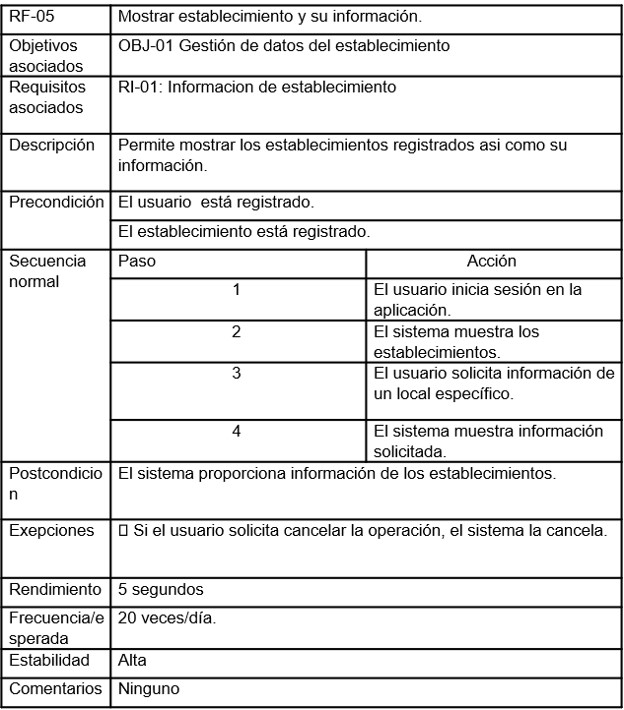 RF-05 Mostrar establecimiento y su información.
Objetivos OBJ-01 Gestión de datos del establecimiento
asociados
Requisitos RI-01: Informacion de establecimiento
asociados
Descripción Permite mostrar los establecimientos registrados asi como su
información.
Precondición El usuario está registrado.
El establecimiento está registrado.
Secuencia Paso Acción
normal
1 El usuario inicia sesión en la
aplicación.
2 El sistema muestra los
establecimientos.
3 El usuario solicita información de
un local específico.
4 El sistema muestra información
solicitada.
Postcondicio El sistema proporciona información de los establecimientos.
n
Exepciones  Si el usuario solicita cancelar la operación, el sistema la cancela.
Rendimiento 5 segundos
Frecuencia/e 20 veces/día.
sperada
Estabilidad Alta
Comentarios Ninguno